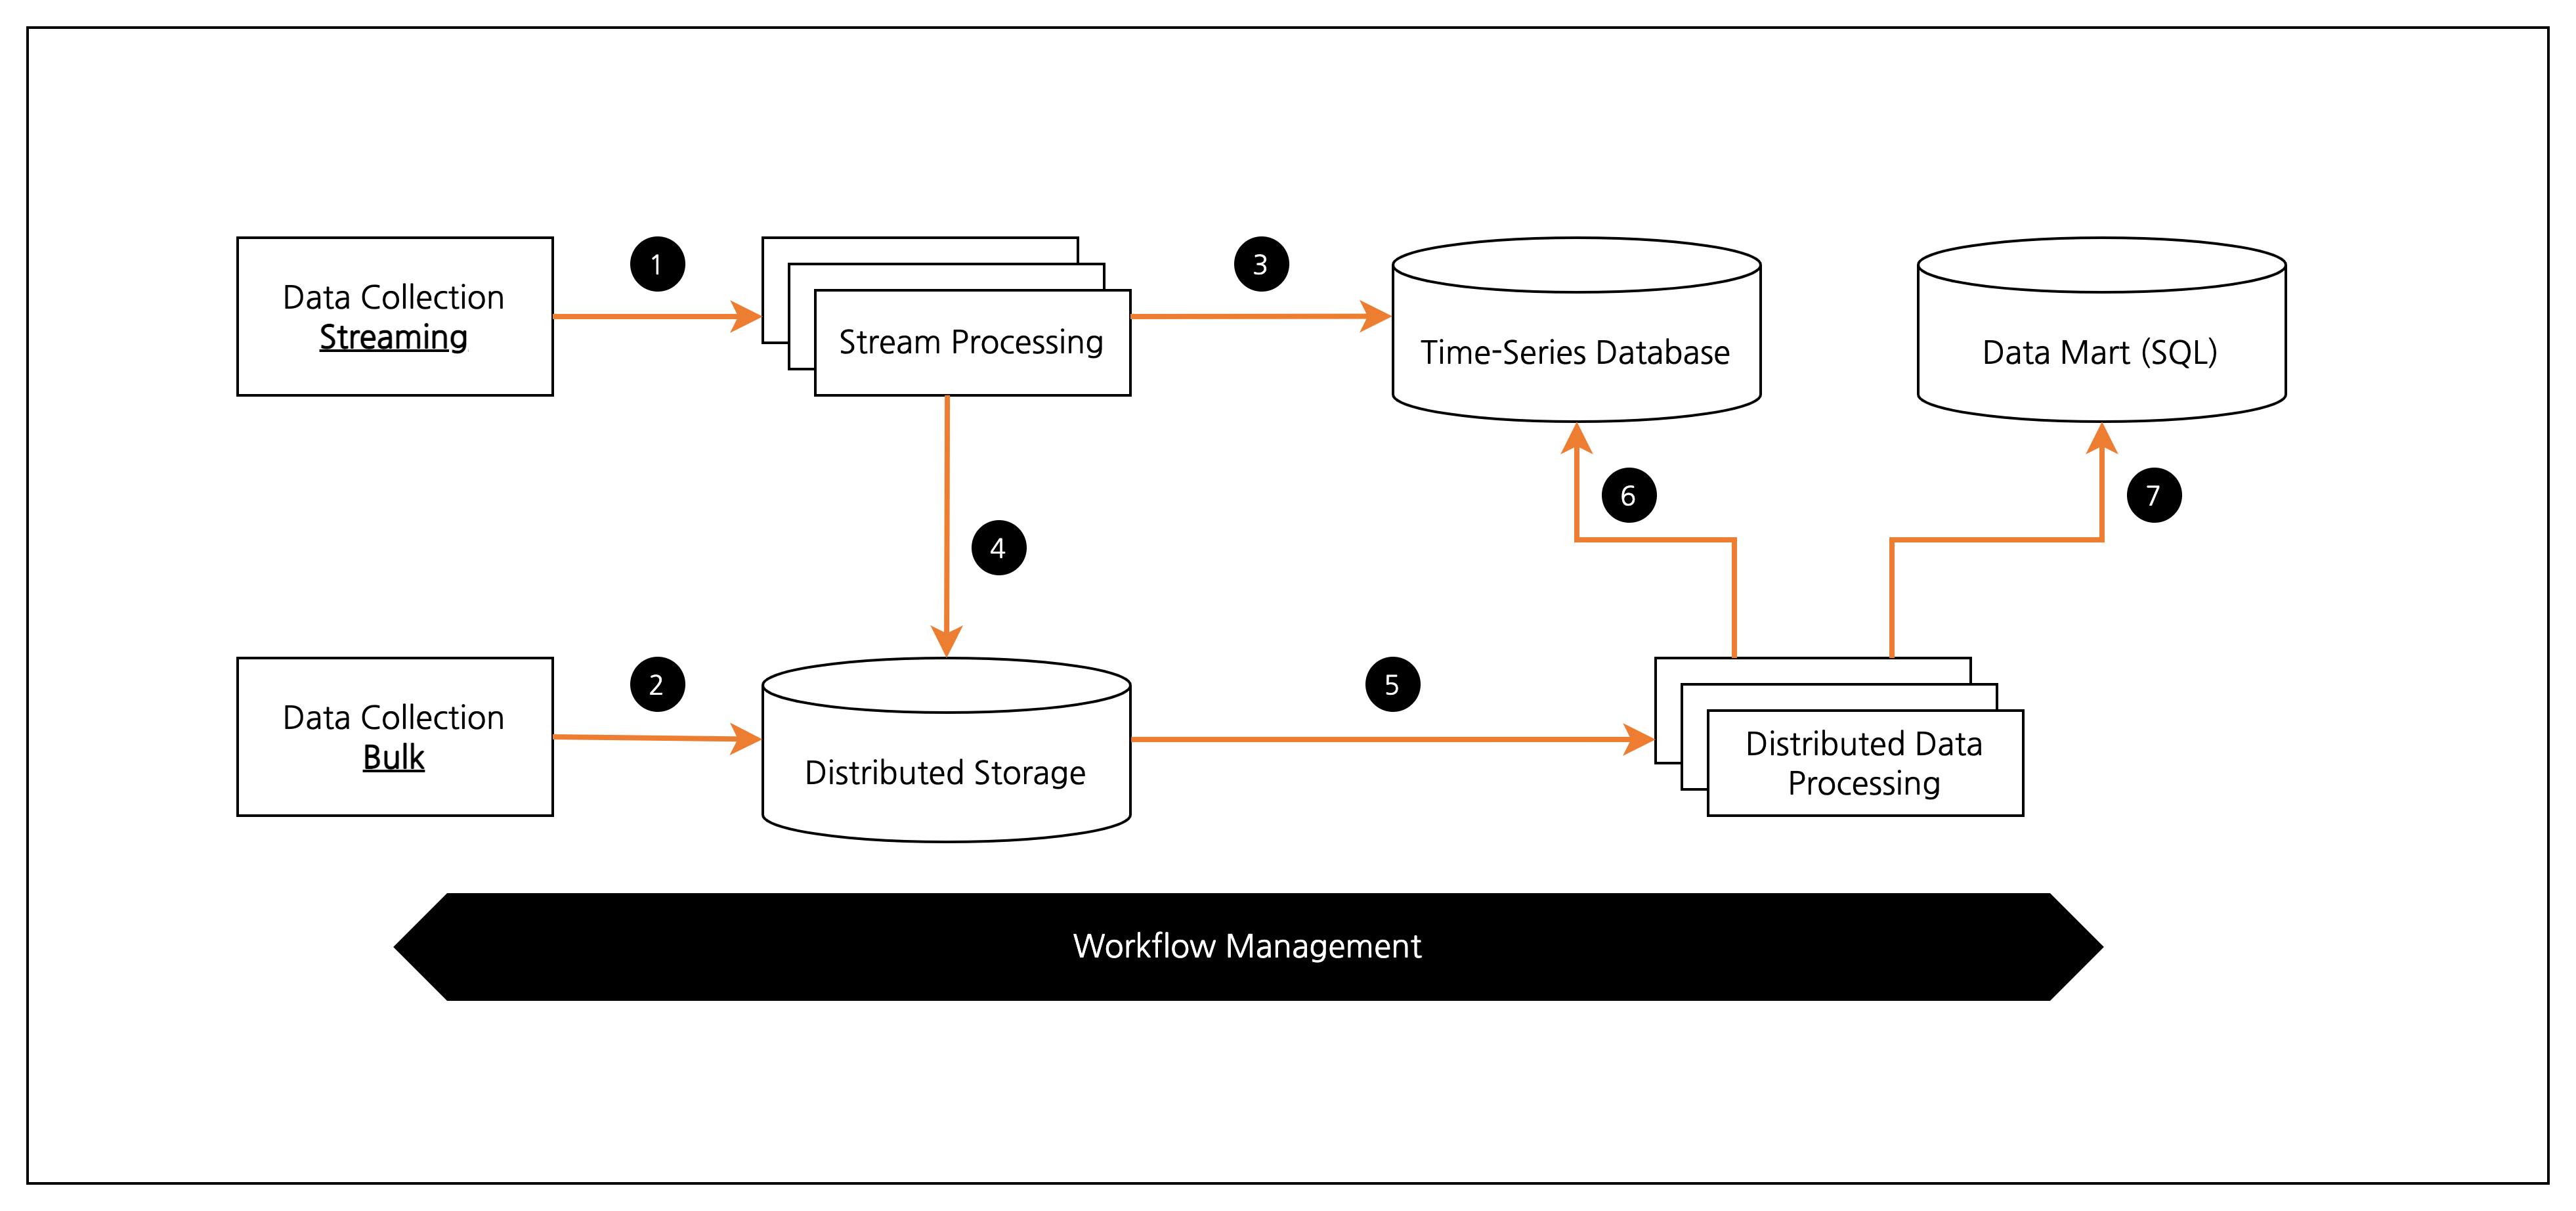 Data Collection
Streaming
1
Stream Processing
3
Time-Series Database
Data Mart (SQL)
4
6
7
Data Collection
Bulk
2
Distributed Storage
5
Distributed Data
Processing
Workflow Management